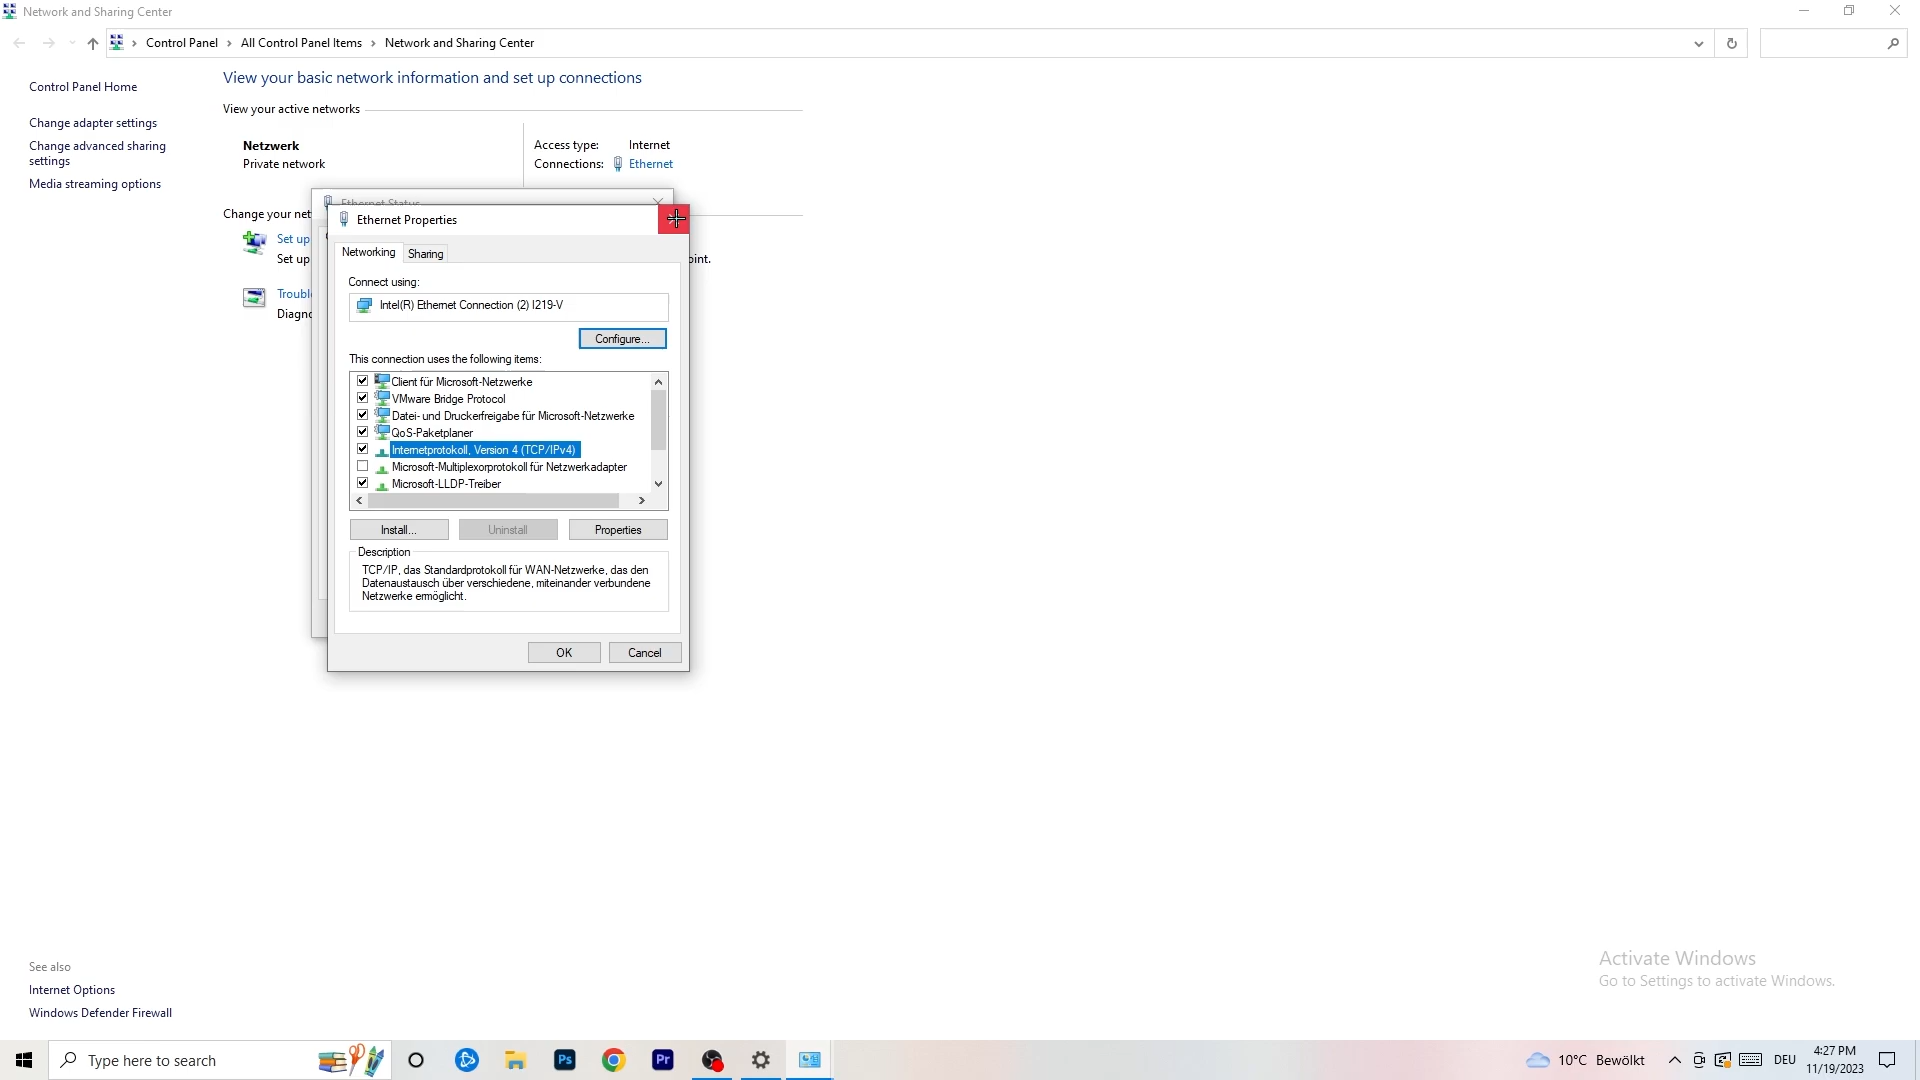 Network and Sharing Center
Control Panel › All Control Panel Items › Network and Sharing Center
Control Panel Home
Change adapter settings
Change advanced sharing
settings
Media streaming options
View your basic network information and set up connections
View your active networks
Netzwerk
Private network
Access type: Internet
Connections: Ethernet
Change your net
Set up
Set up
oint.
Troubl
Diagno
Ethernet Status
Ethernet Properties
Networking
Sharing
Connect using:
Intel(R) Ethernet Connection (2) I219-V
Configure...
This connection uses the following items:
Client für Microsoft-Netzwerke
VMware Bridge Protocol
Datei- und Druckerfreigabe für Microsoft-Netzwerke
QoS-Paketplaner
Internetprotokoll, Version 4 (TCP/IPv4)
Microsoft-Multiplexorprotokoll für Netzwerkadapter
Microsoft-LLDP-Treiber
Install... Uninstall Properties
Description
TCP/IP, das Standardprotokoll für WAN-Netzwerke, das den
Datenaustausch über verschiedene, miteinander verbundene
Netzwerke ermöglicht.
OK Cancel
See also
Internet Options
Windows Defender Firewall
Activate Windows
Go to Settings to activate Windows.
Type here to search
Ps
Pr
10°C Bewölkt
DEU
4:27 PM
11/19/2023